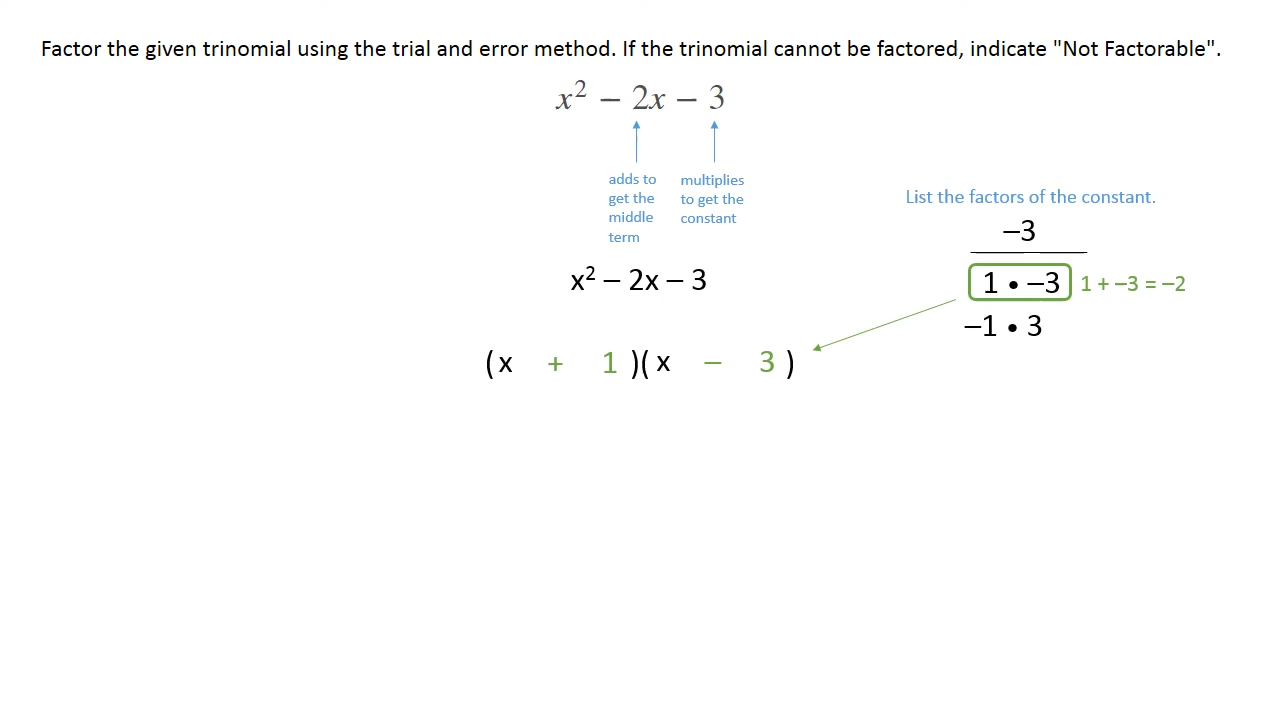 Factor the given trinomial using the trial and error method. If the trinomial cannot be factored, indicate "Not Factorable".
x² − 2x − 3
adds to
get the
middle
term
multiplies
to get the
constant
List the factors of the constant.
–3
1 • –3
1 + –3 = –2
–1 • 3
x² – 2x – 3
(x + 1)(x – 3)